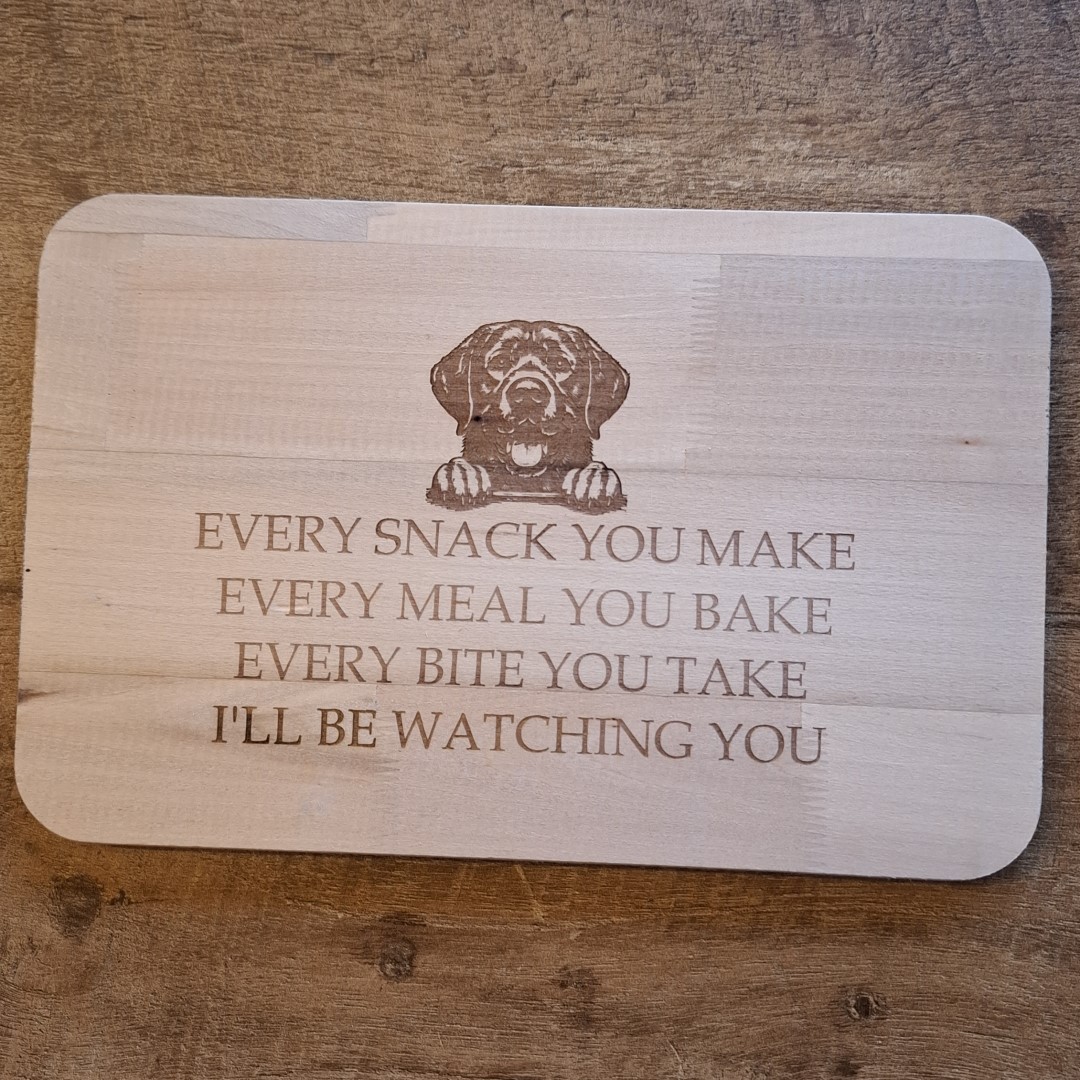 EVERY SNACK YOU MAKE
EVERY MEAL YOU BAKE
EVERY BITE YOU TAKE
I'LL BE WATCHING YOU